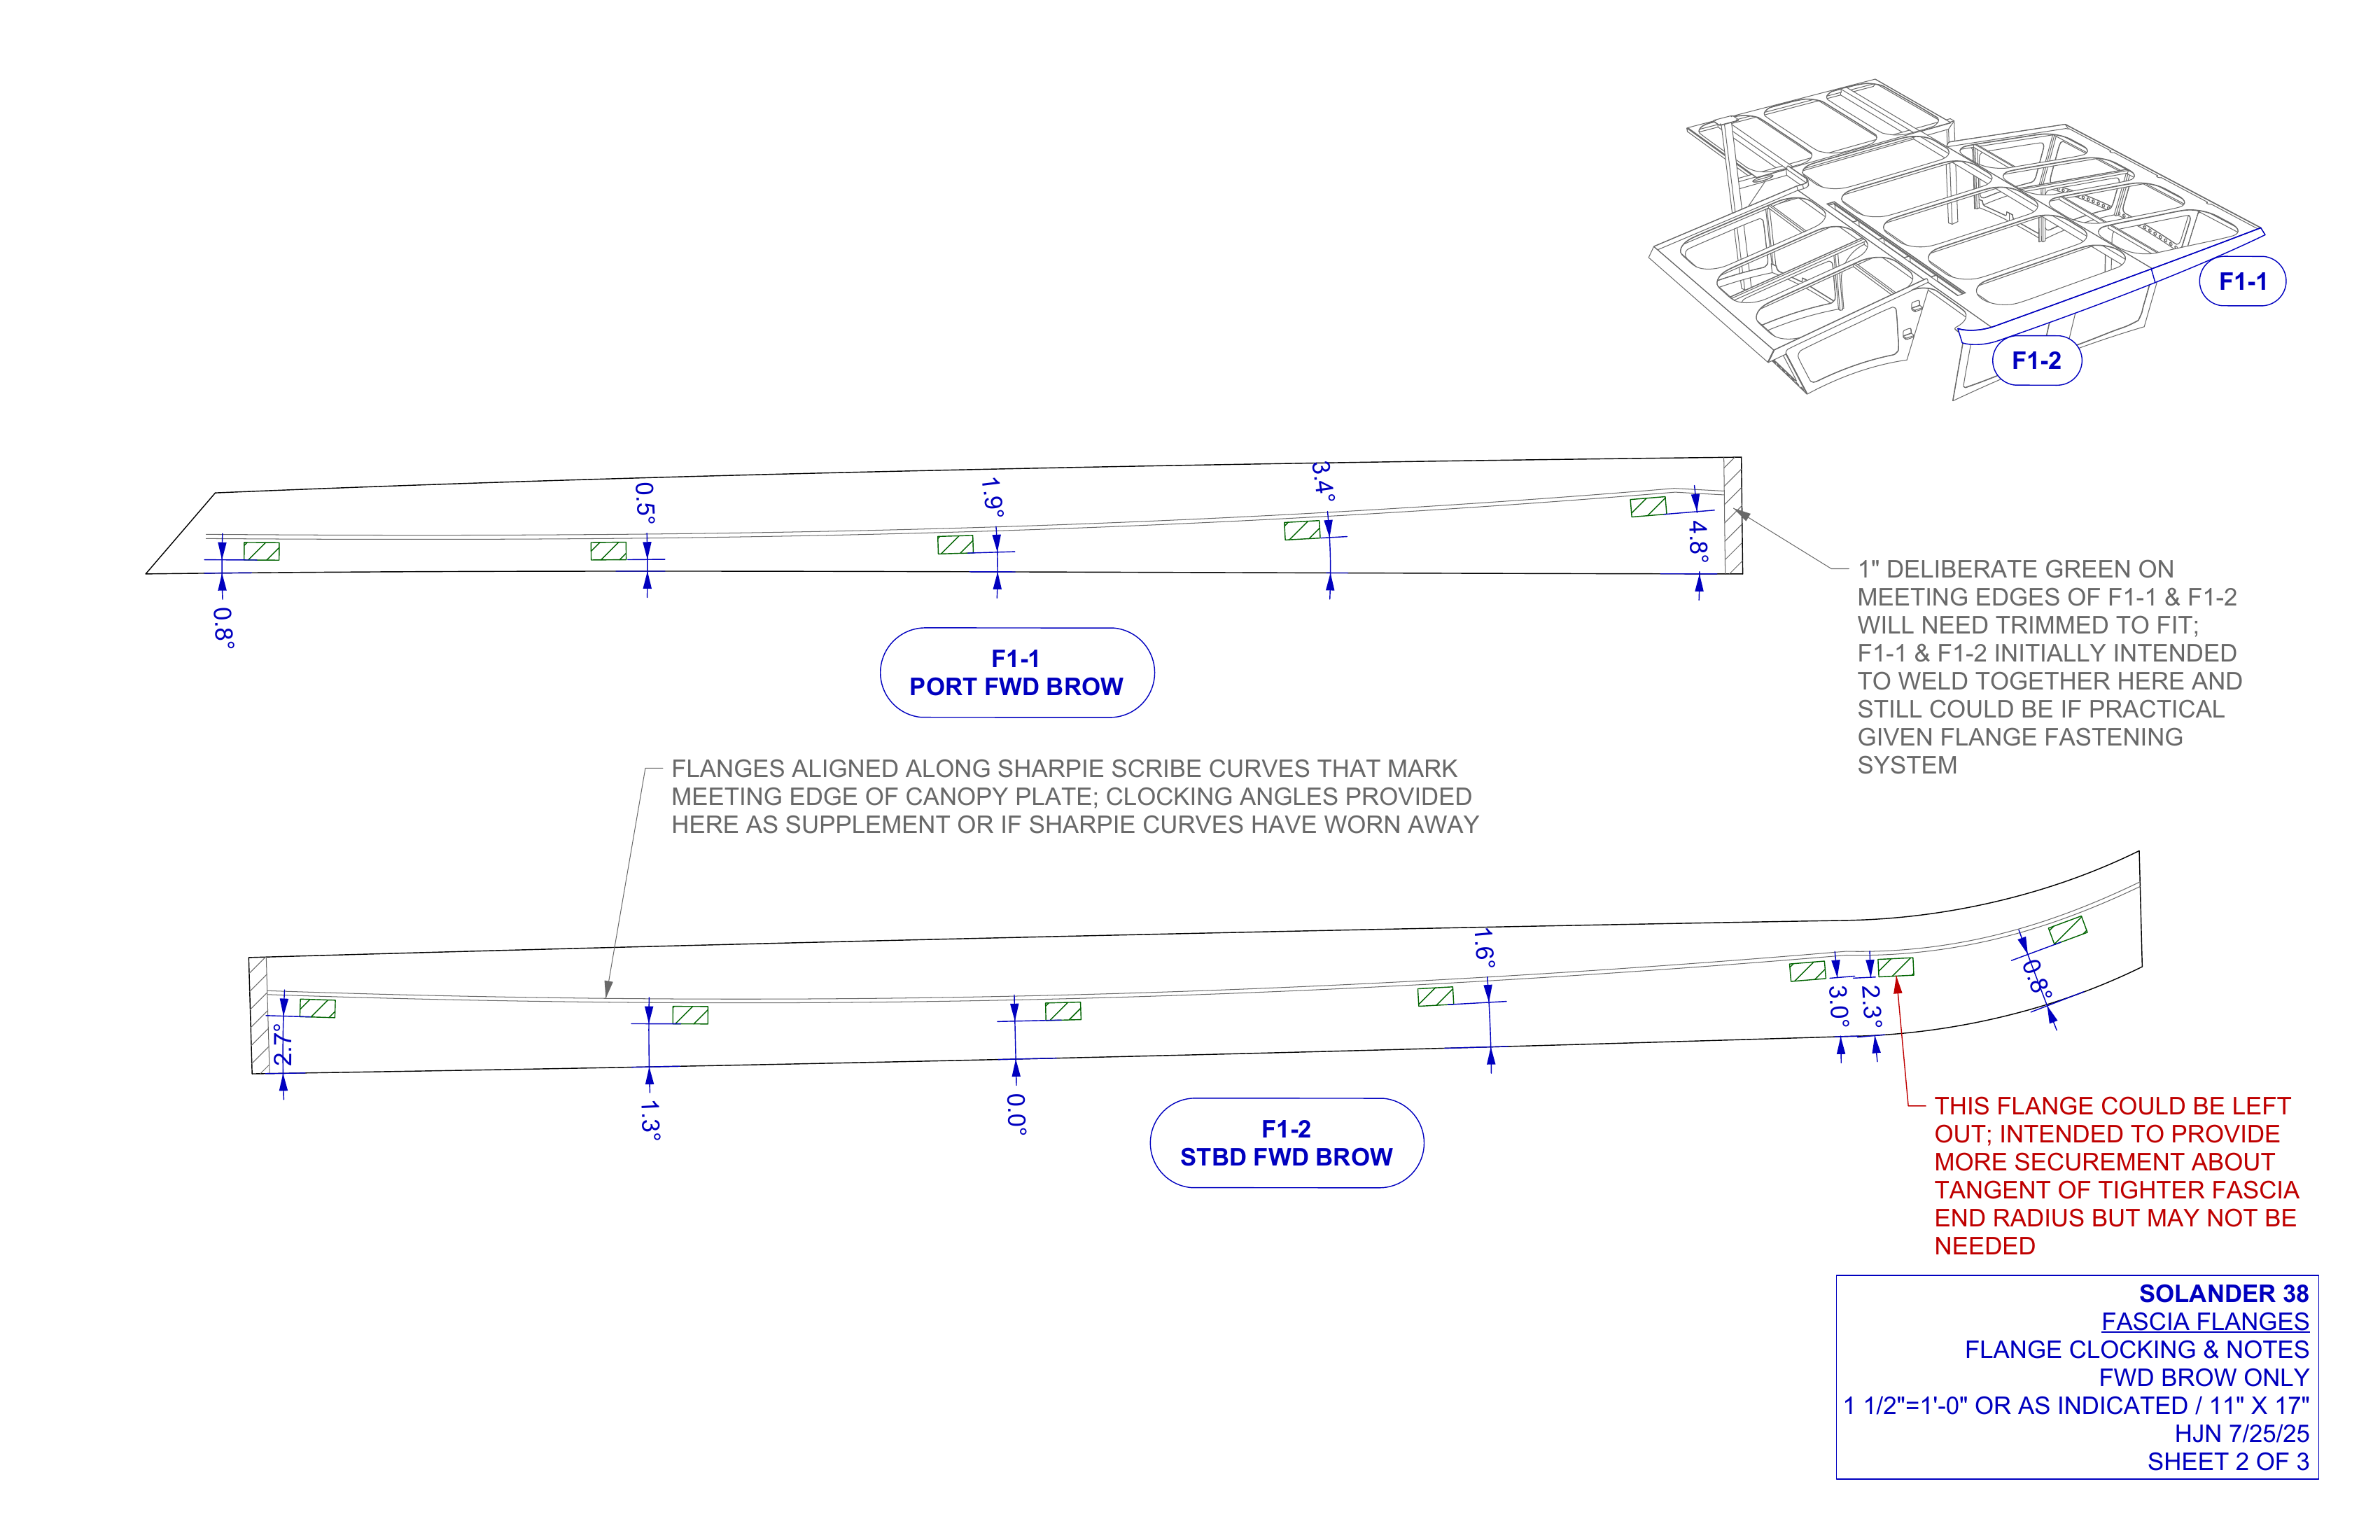 F1-1
F1-2
0.5°
1.9°
3.4°
4.8°
0.8°
1" DELIBERATE GREEN ON
MEETING EDGES OF F1-1 & F1-2
WILL NEED TRIMMED TO FIT;
F1-1 & F1-2 INITIALLY INTENDED
TO WELD TOGETHER HERE AND
STILL COULD BE IF PRACTICAL
GIVEN FLANGE FASTENING
SYSTEM
F1-1
PORT FWD BROW
FLANGES ALIGNED ALONG SHARPIE SCRIBE CURVES THAT MARK
MEETING EDGE OF CANOPY PLATE; CLOCKING ANGLES PROVIDED
HERE AS SUPPLEMENT OR IF SHARPIE CURVES HAVE WORN AWAY
2.7°
1.3°
0.0°
1.6°
3.0°
2.3°
0.8°
F1-2
STBD FWD BROW
THIS FLANGE COULD BE LEFT
OUT; INTENDED TO PROVIDE
MORE SECUREMENT ABOUT
TANGENT OF TIGHTER FASCIA
END RADIUS BUT MAY NOT BE
NEEDED
SOLANDER 38
FASCIA FLANGES
FLANGE CLOCKING & NOTES
FWD BROW ONLY
1 1/2"=1'-0" OR AS INDICATED / 11" X 17"
HJN 7/25/25
SHEET 2 OF 3